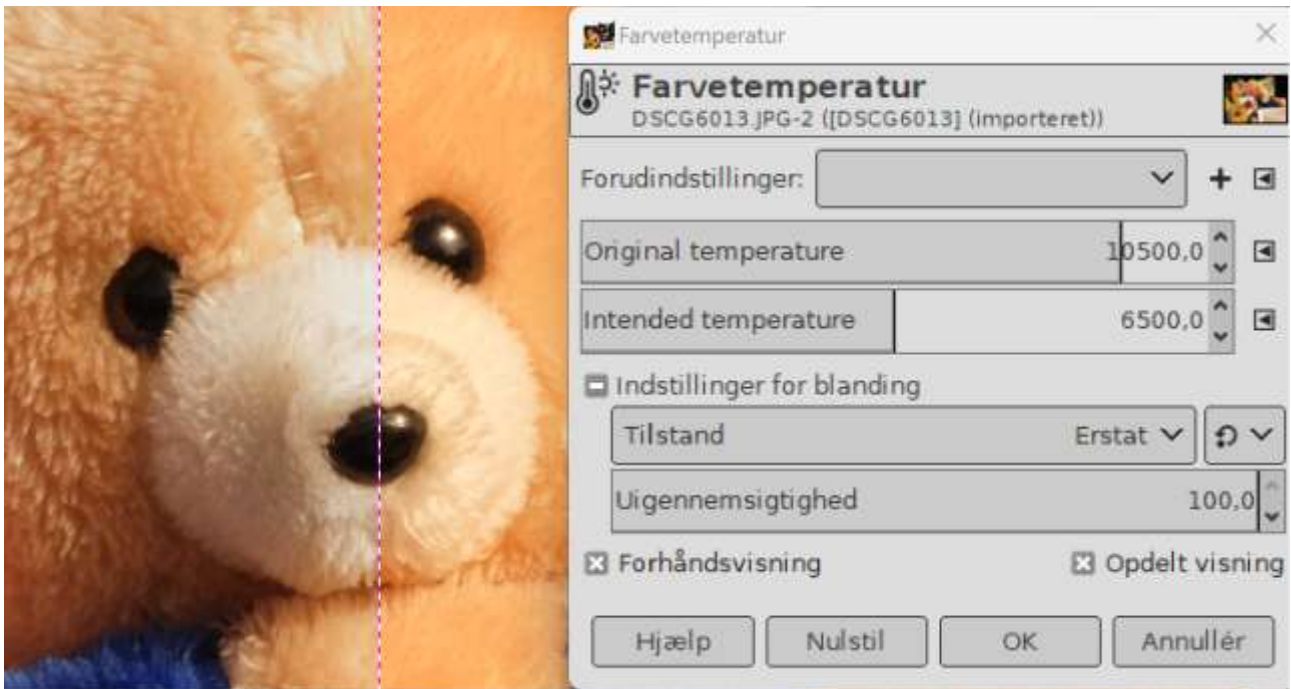 Farvetemperatur
Farvetemperatur
DSCG6013.JPG-2 ([DSCG6013] (importeret))
Forudindstillinger:
Original temperature 10500,0
Intended temperature 6500,0
Indstillinger for blanding
Tilstand Erstat
Uigennemsigtighed 100,0
Forhåndsvisning Opdelt visning
Hjælp Nulstil OK Annullér